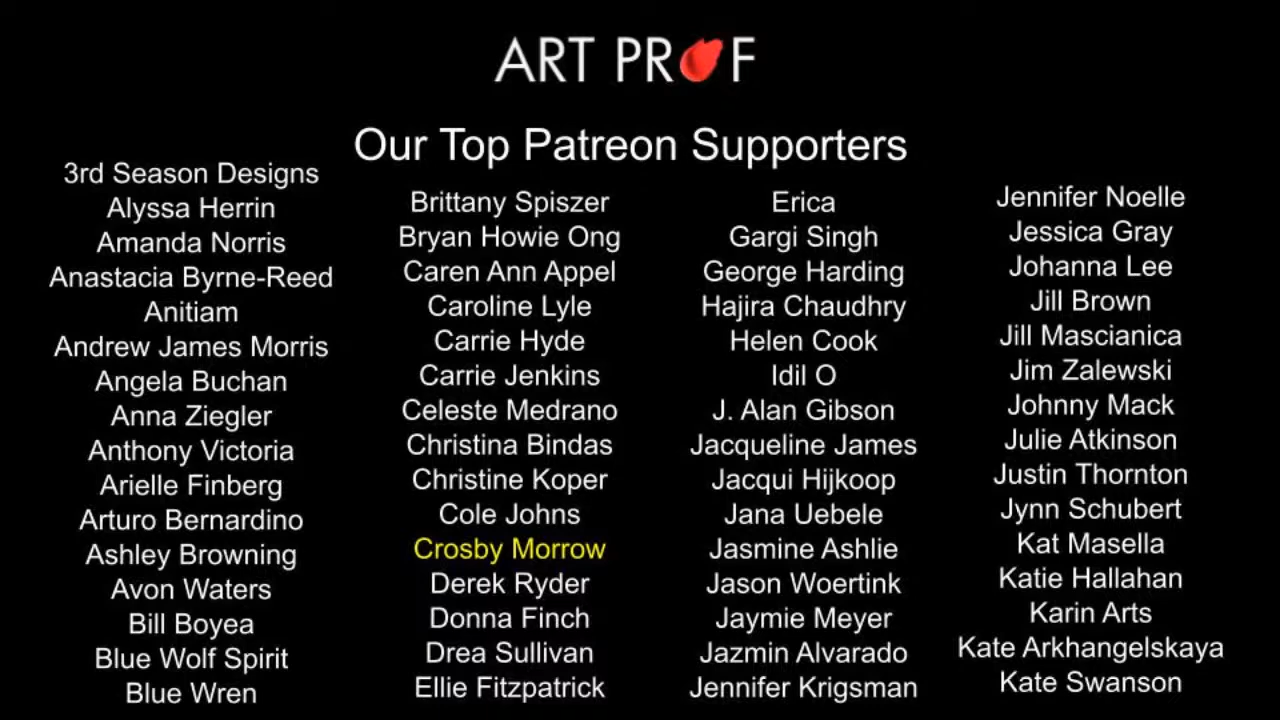 ART PROF
Our Top Patreon Supporters
3rd Season Designs
Alyssa Herrin
Amanda Norris
Anastacia Byrne-Reed
Anitiam
Andrew James Morris
Angela Buchan
Anna Ziegler
Anthony Victoria
Arielle Finberg
Arturo Bernardino
Ashley Browning
Avon Waters
Bill Boyea
Blue Wolf Spirit
Blue Wren
Brittany Spiszer
Bryan Howie Ong
Caren Ann Appel
Caroline Lyle
Carrie Hyde
Carrie Jenkins
Celeste Medrano
Christina Bindas
Christine Koper
Cole Johns
Crosby Morrow
Derek Ryder
Donna Finch
Drea Sullivan
Ellie Fitzpatrick
Erica
Gargi Singh
George Harding
Hajira Chaudhry
Helen Cook
Idil O
J. Alan Gibson
Jacqueline James
Jacqui Hijkoop
Jana Uebele
Jasmine Ashlie
Jason Woertink
Jaymie Meyer
Jazmin Alvarado
Jennifer Krigsman
Jennifer Noelle
Jessica Gray
Johanna Lee
Jill Brown
Jill Mascianica
Jim Zalewski
Johnny Mack
Julie Atkinson
Justin Thornton
Jynn Schubert
Kat Masella
Katie Hallahan
Karin Arts
Kate Arkhangelskaya
Kate Swanson